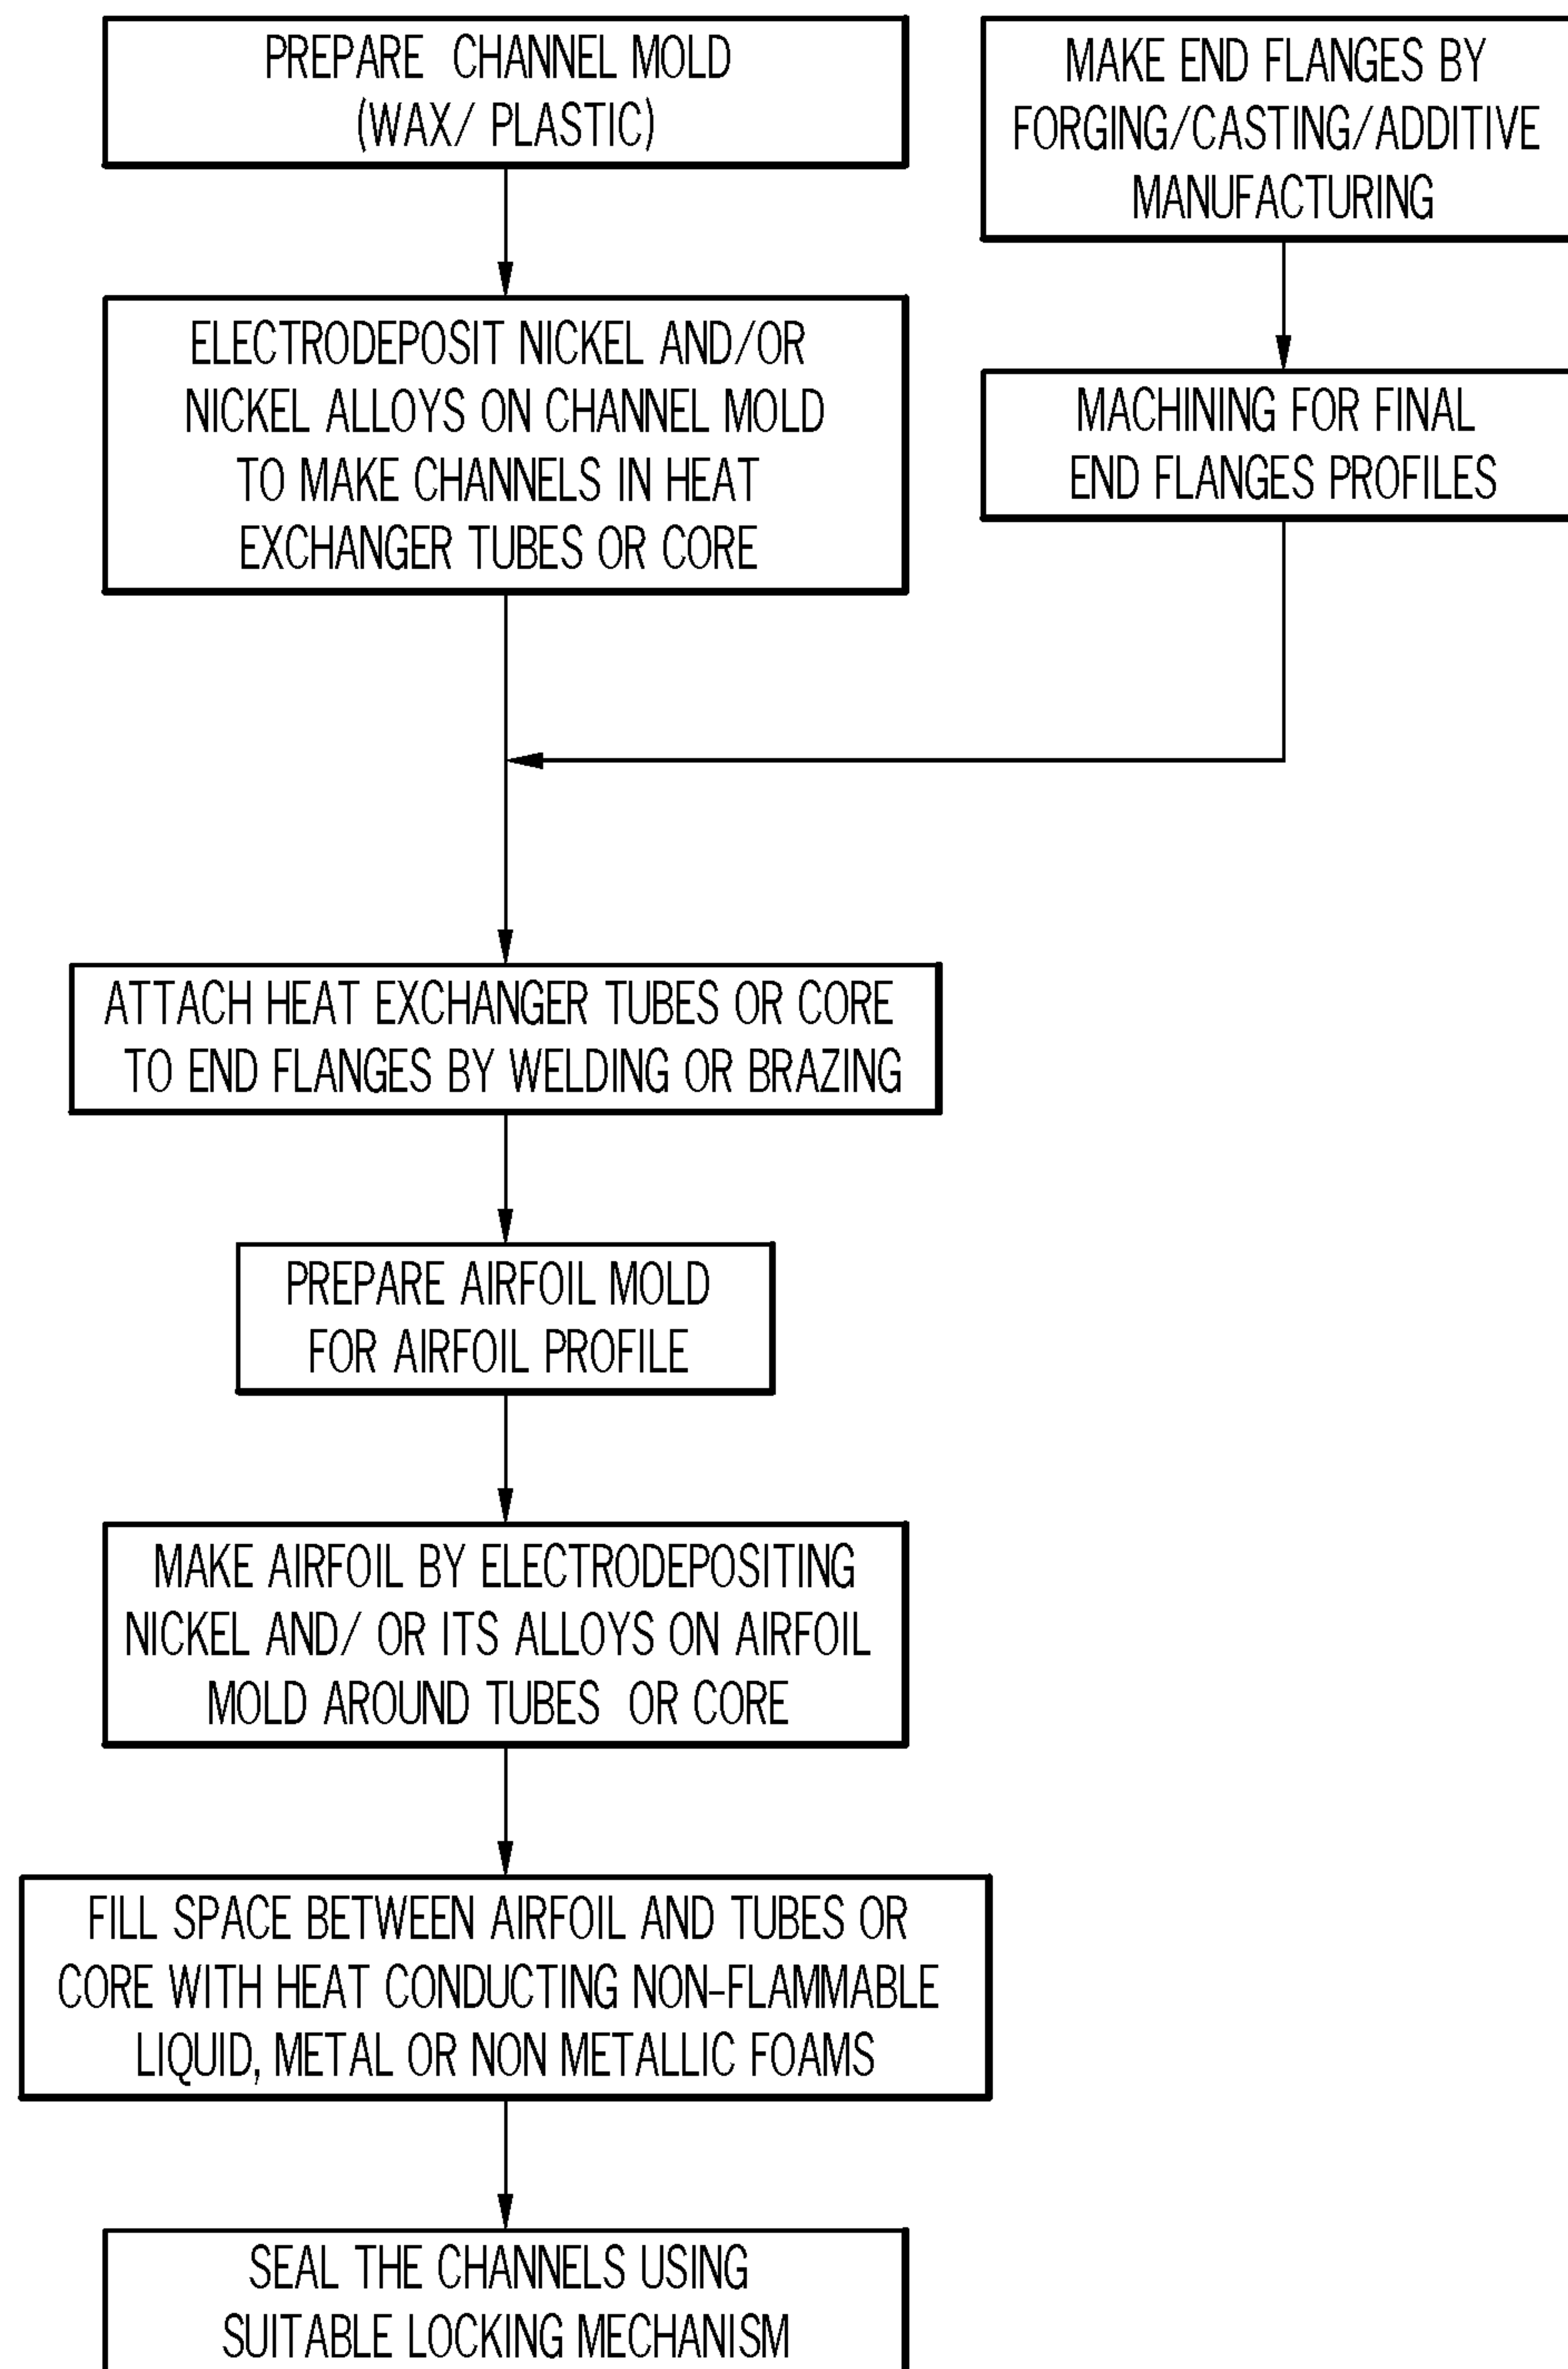 PREPARE CHANNEL MOLD
(WAX/ PLASTIC)
MAKE END FLANGES BY
FORGING/CASTING/ADDITIVE
MANUFACTURING
ELECTRODEPOSIT NICKEL AND/OR
NICKEL ALLOYS ON CHANNEL MOLD
TO MAKE CHANNELS IN HEAT
EXCHANGER TUBES OR CORE
MACHINING FOR FINAL
END FLANGES PROFILES
ATTACH HEAT EXCHANGER TUBES OR CORE
TO END FLANGES BY WELDING OR BRAZING
PREPARE AIRFOIL MOLD
FOR AIRFOIL PROFILE
MAKE AIRFOIL BY ELECTRODEPOSITING
NICKEL AND/ OR ITS ALLOYS ON AIRFOIL
MOLD AROUND TUBES OR CORE
FILL SPACE BETWEEN AIRFOIL AND TUBES OR
CORE WITH HEAT CONDUCTING NON-FLAMMABLE
LIQUID, METAL OR NON METALLIC FOAMS
SEAL THE CHANNELS USING
SUITABLE LOCKING MECHANISM